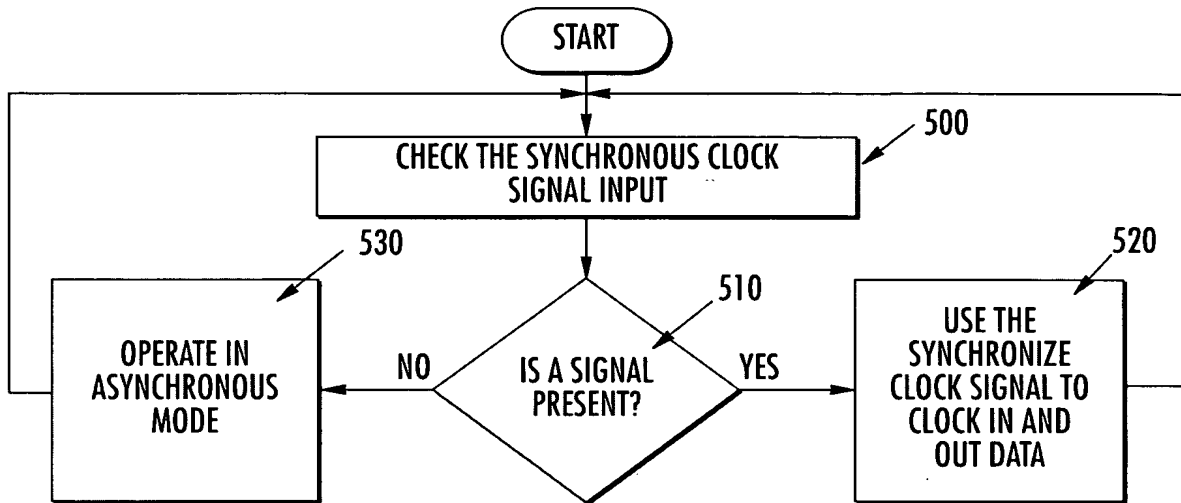 START
500
CHECK THE SYNCHRONOUS CLOCK
SIGNAL INPUT
530
510
520
OPERATE IN
ASYNCHRONOUS
MODE
NO
IS A SIGNAL
PRESENT?
YES
USE THE
SYNCHRONIZE
CLOCK SIGNAL TO
CLOCK IN AND
OUT DATA